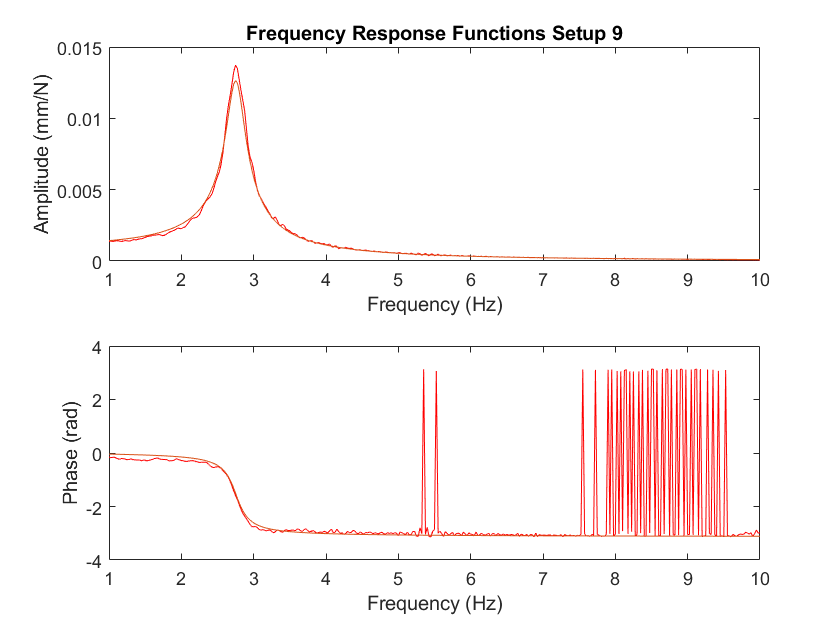 Frequency Response Functions Setup 9
0.015
0.01
0.005
0
Amplitude (mm/N)
1 2 3 4 5 6 7 8 9 10
Frequency (Hz)
4
2
0
-2
-4
Phase (rad)
1 2 3 4 5 6 7 8 9 10
Frequency (Hz)